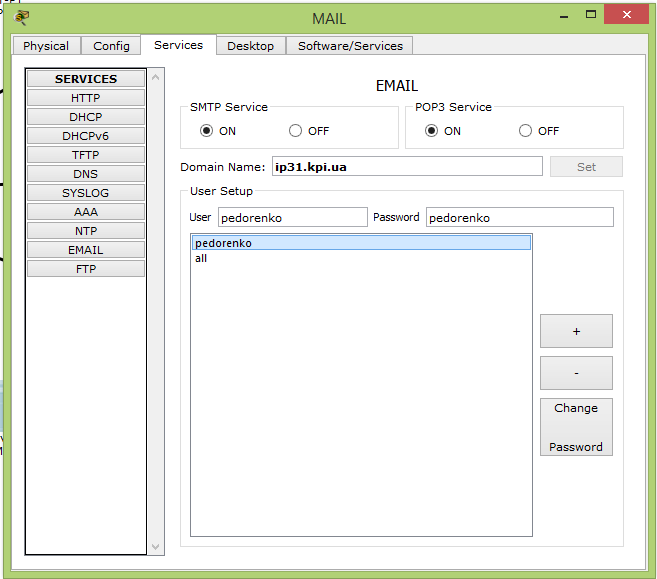 MAIL
Physical Config Services Desktop Software/Services
SERVICES
HTTP
DHCP
DHCPv6
TFTP
DNS
SYSLOG
AAA
NTP
EMAIL
FTP
EMAIL
SMTP Service
ON OFF
POP3 Service
ON OFF
Domain Name: ip31.kpi.ua Set
User Setup
User pedorenko Password pedorenko
pedorenko
all
+
-
Change
Password